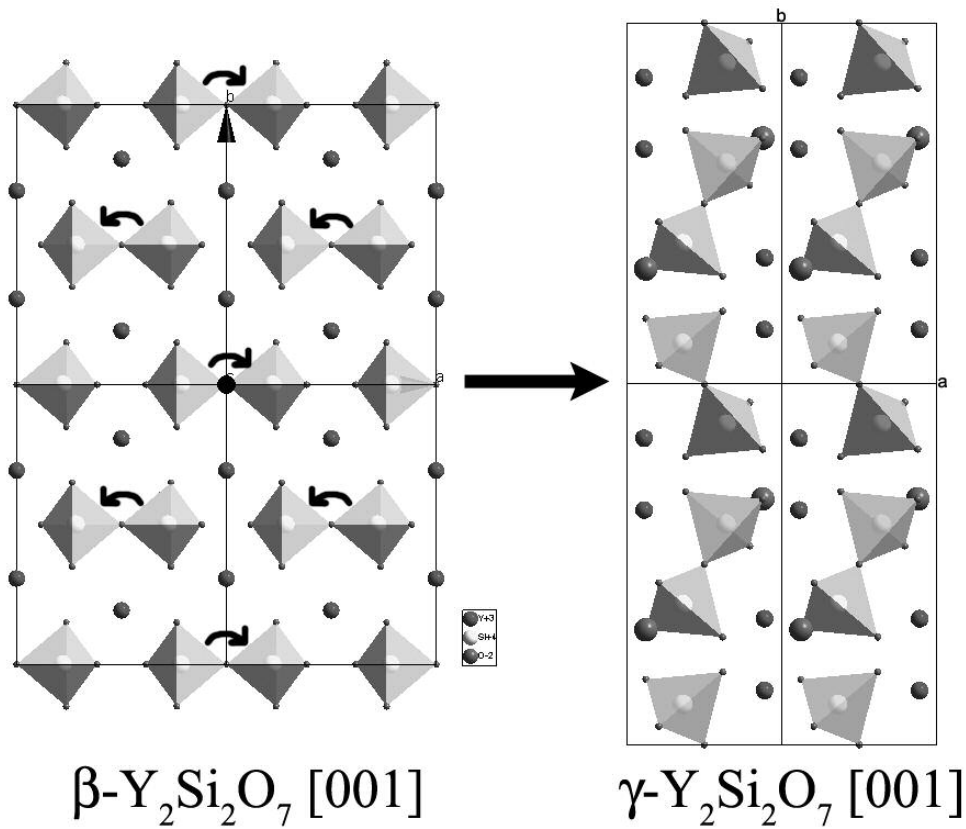 b
b
c
a
a
Y+3
Si+4
O-2
β-Y₂Si₂O₇ [001]
γ-Y₂Si₂O₇ [001]